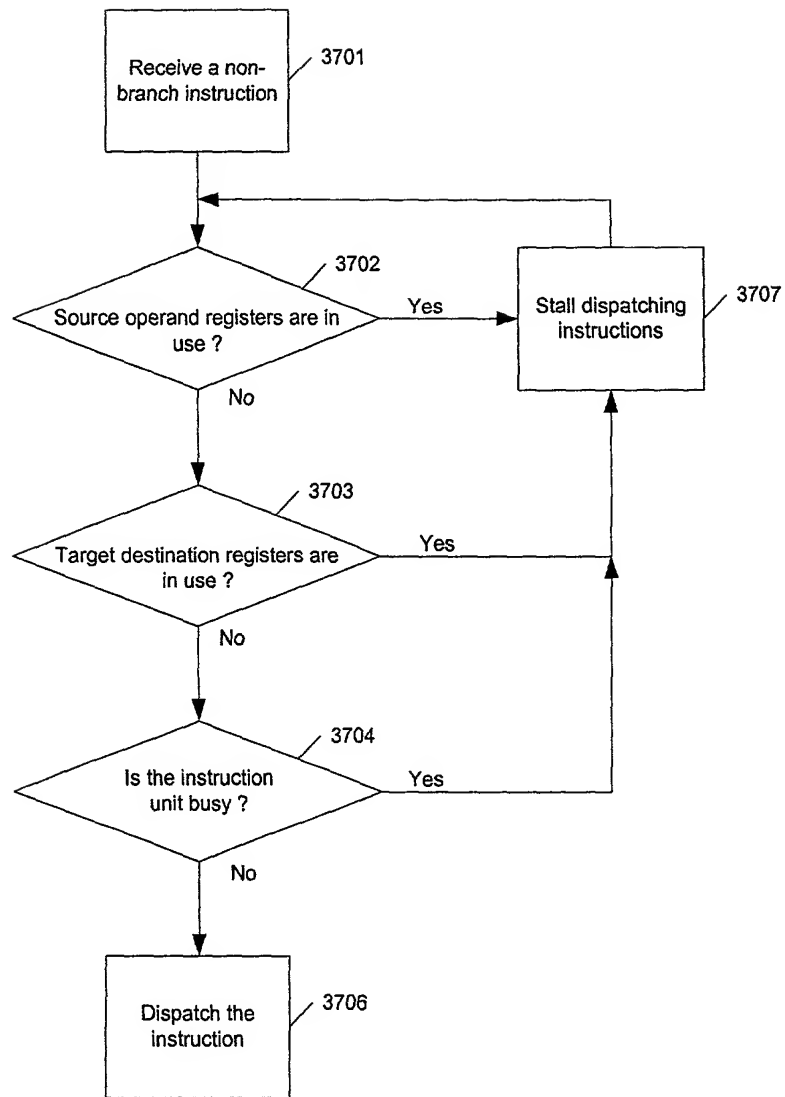 Receive a non-
branch instruction
3701
3702
Source operand registers are in
use ?
Yes
Stall dispatching
instructions
3707
No
3703
Target destination registers are
in use ?
Yes
No
3704
Is the instruction
unit busy ?
Yes
No
Dispatch the
instruction
3706